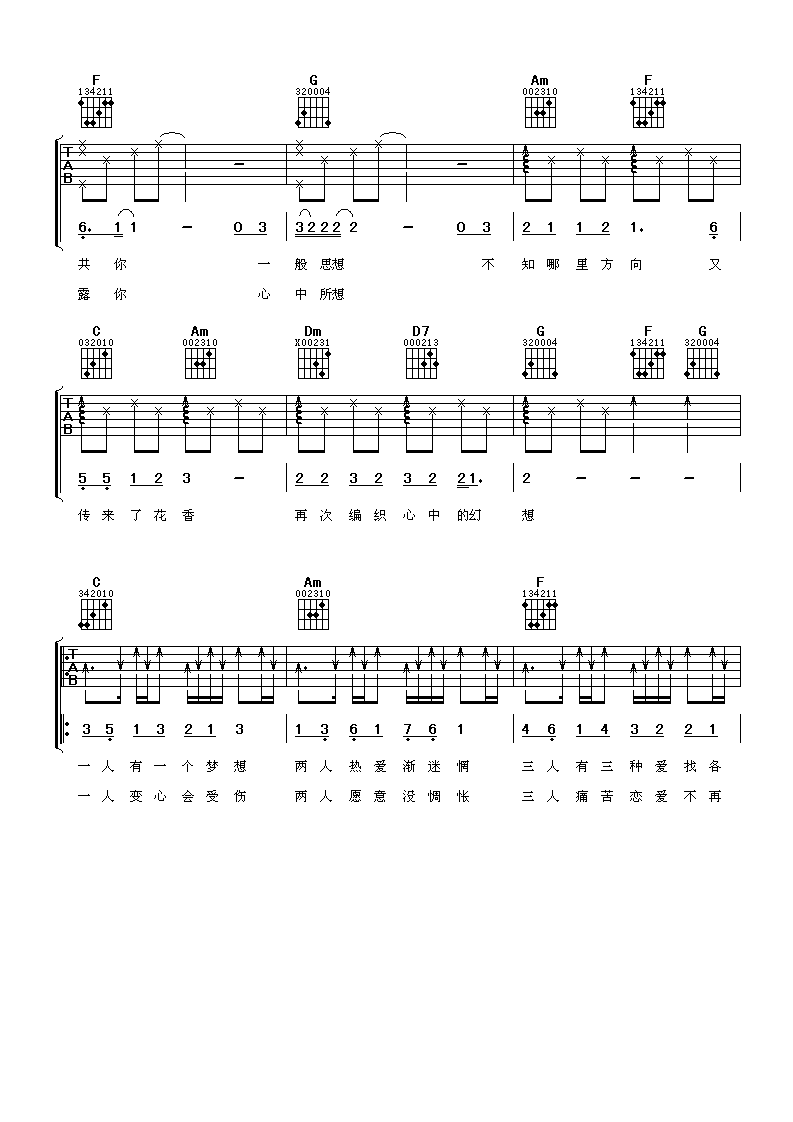 F G Am F
134211 320004 002310 134211
T
A
B
6. 1 1 - 0 3 3 2 2 2 2 - 0 3 2 1 1 2 1. 6
共 你 一 般 思想 不 知 哪 里 方 向 又
露 你 心 中 所想
C Am Dm D7 G F G
032010 002310 X00231 000213 320004 134211 320004
T
A
B
5 5 1 2 3 - 2 2 3 2 3 2 2 1. 2 - - -
传 来 了 花 香 再 次 编 织 心 中 的幻 想
C Am F
342010 002310 134211
T
A
B
3 5 1 3 2 1 3 1 3 6 1 7 6 1 4 6 1 4 3 2 2 1
一 人 有 一 个 梦 想 两 人 热 爱 渐 迷 惘 三 人 有 三 种 爱 找 各
一 人 变 心 会 受 伤 两 人 愿 意 没 惆 怅 三 人 痛 苦 恋 爱 不 再